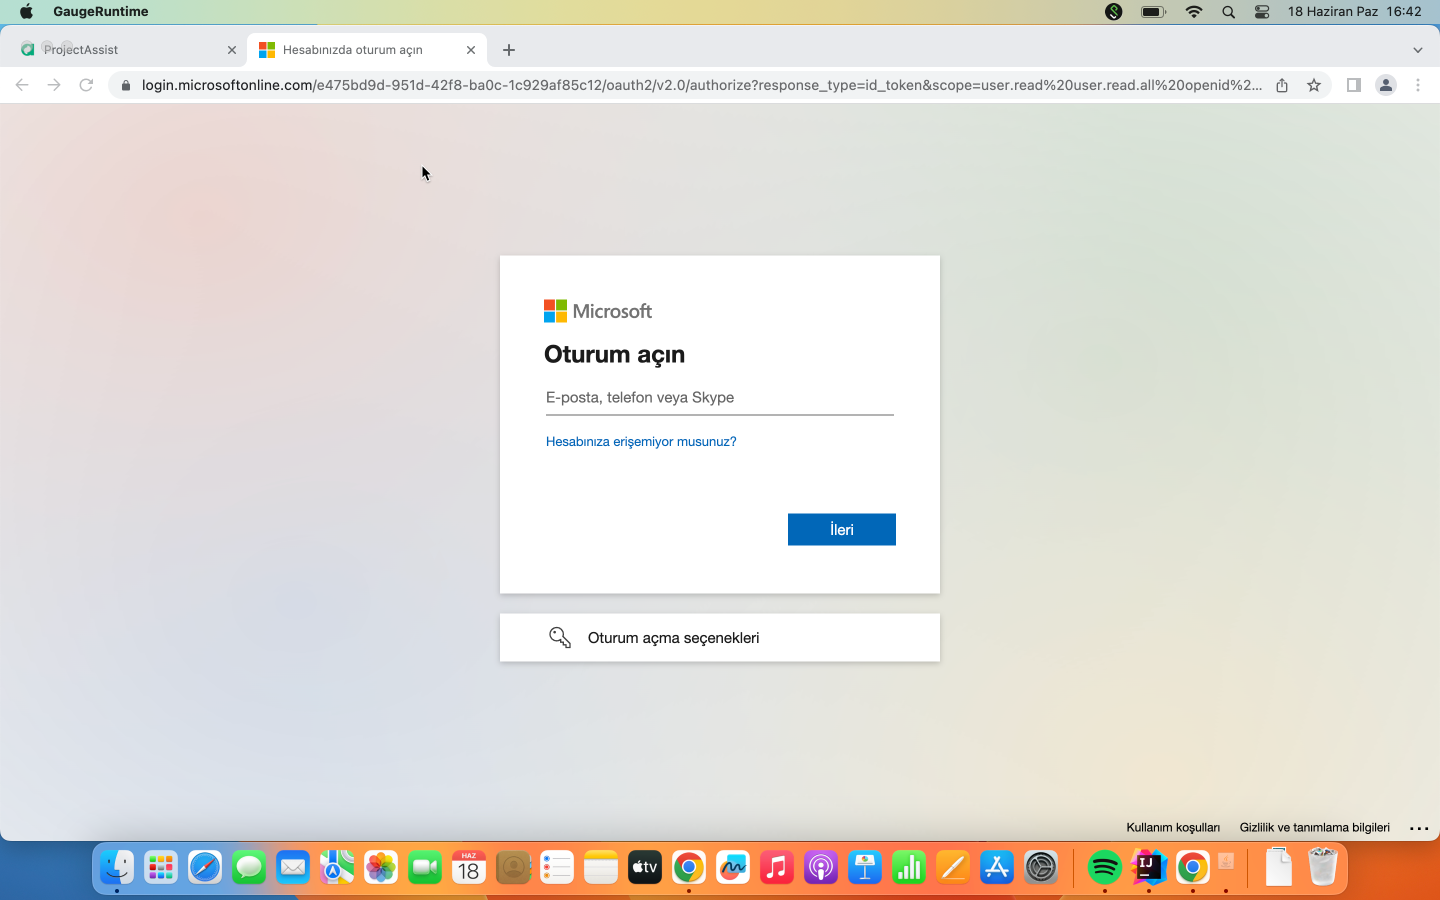 GaugeRuntime
18 Haziran Paz 16:42
ProjectAssist
Hesabınızda oturum açın
login.microsoftonline.com/e475bd9d-951d-42f8-ba0c-1c929af85c12/oauth2/v2.0/authorize?response_type=id_token&scope=user.read%20user.read.all%20openid%2...
Microsoft
Oturum açın
E-posta, telefon veya Skype
Hesabınıza erişemiyor musunuz?
İleri
Oturum açma seçenekleri
Kullanım koşulları
Gizlilik ve tanımlama bilgileri
HAZ
18
tv
IJ